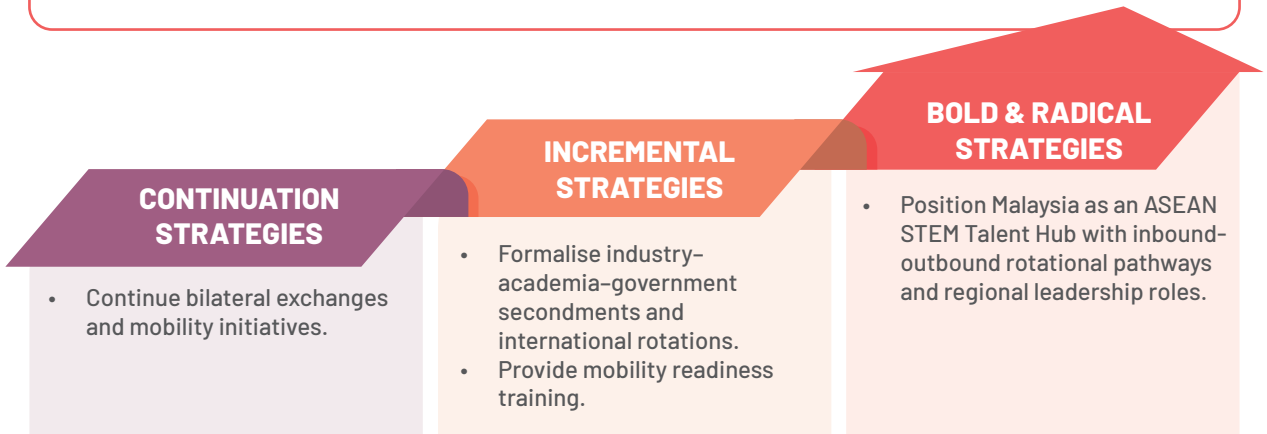 CONTINUATION
STRATEGIES
• Continue bilateral exchanges
and mobility initiatives.
INCREMENTAL
STRATEGIES
• Formalise industry–
academia–government
secondments and
international rotations.
• Provide mobility readiness
training.
BOLD & RADICAL
STRATEGIES
• Position Malaysia as an ASEAN
STEM Talent Hub with inbound-
outbound rotational pathways
and regional leadership roles.